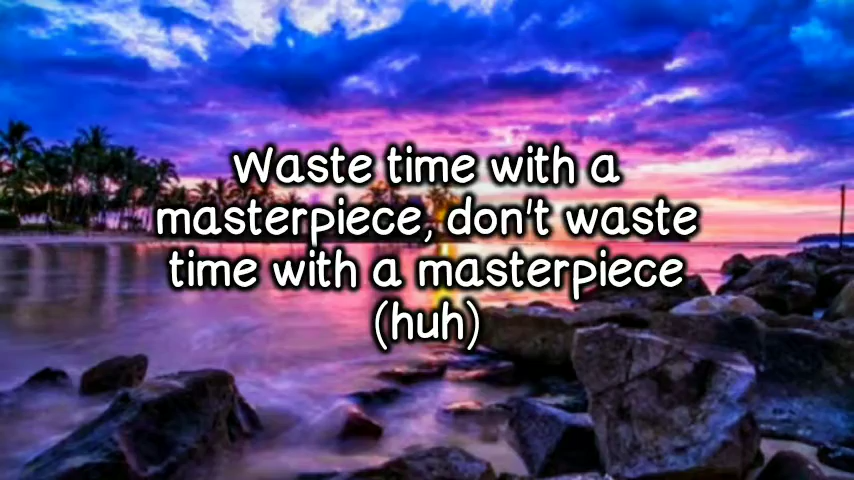 Waste time with a
masterpiece, don't waste
time with a masterpiece
(huh)